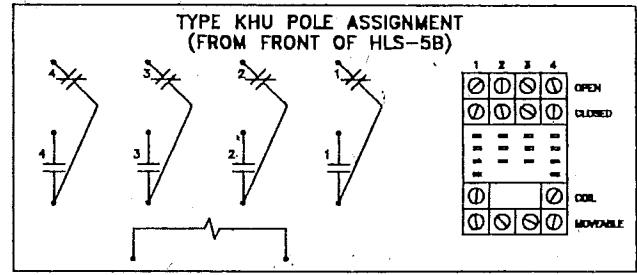 TYPE KHU POLE ASSIGNMENT
(FROM FRONT OF HLS-5B)
4 3 2 1
4 3 2 1
1 2 3 4
OPEN
CLOSED
COIL
MOVEABLE